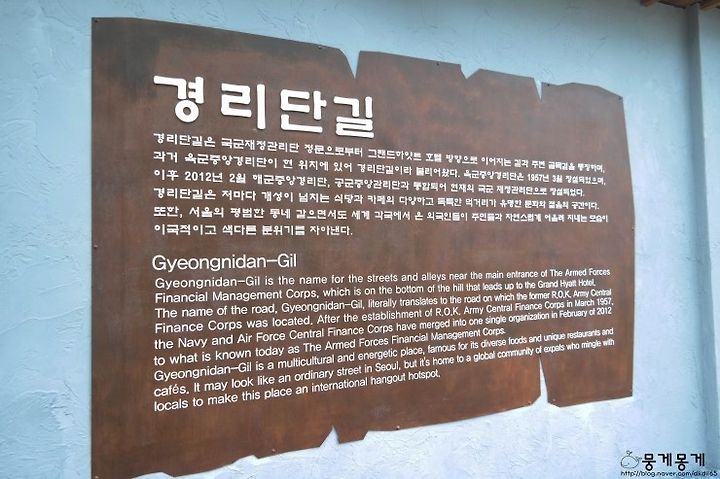 경리단길
경리단길은 국군재정관리단 정문으로부터 그랜드하얏트 호텔 방향으로 이어지는 길과 주변 골목길을 통칭하며,
과거 육군중앙경리단이 현 위치에 있어 경리단길이라 불리어왔다. 육군중앙경리단은 1957년 3월 창설되었으며,
이후 2012년 2월 해군중앙경리단, 공군중앙관리단과 통합되어 현재의 국군 재정관리단으로 창설되었다.
경리단길은 저마다 개성이 넘치는 식당과 카페의 다양하고 독특한 먹거리가 유명한 문화와 젊음의 공간이다.
또한, 서울의 평범한 동네 같으면서도 세계 각국에서 온 외국인들이 주민들과 자연스럽게 어울려 지내는 모습이
이국적이고 색다른 분위기를 자아낸다.
Gyeongnidan-Gil
Gyeongnidan-Gil is the name for the streets and alleys near the main entrance of The Armed Forces
Financial Management Corps, which is on the bottom of the hill that leads up to the Grand Hyatt Hotel.
The name of the road, Gyeongnidan-Gil, literally translates to the road on which the former R.O.K. Army Central
Finance Corps was located. After the establishment of R.O.K. Army Central Finance Corps in March 1957,
the Navy and Air Force Central Finance Corps have merged into one single organization in February of 2012
to what is known today as The Armed Forces Financial Management Corps.
Gyeongnidan-Gil is a multicultural and energetic place, famous for its diverse foods and unique restaurants and
cafés. It may look like an ordinary street in Seoul, but it's home to a global community of expats who mingle with
locals to make this place an international hangout hotspot.
뭉게뭉게